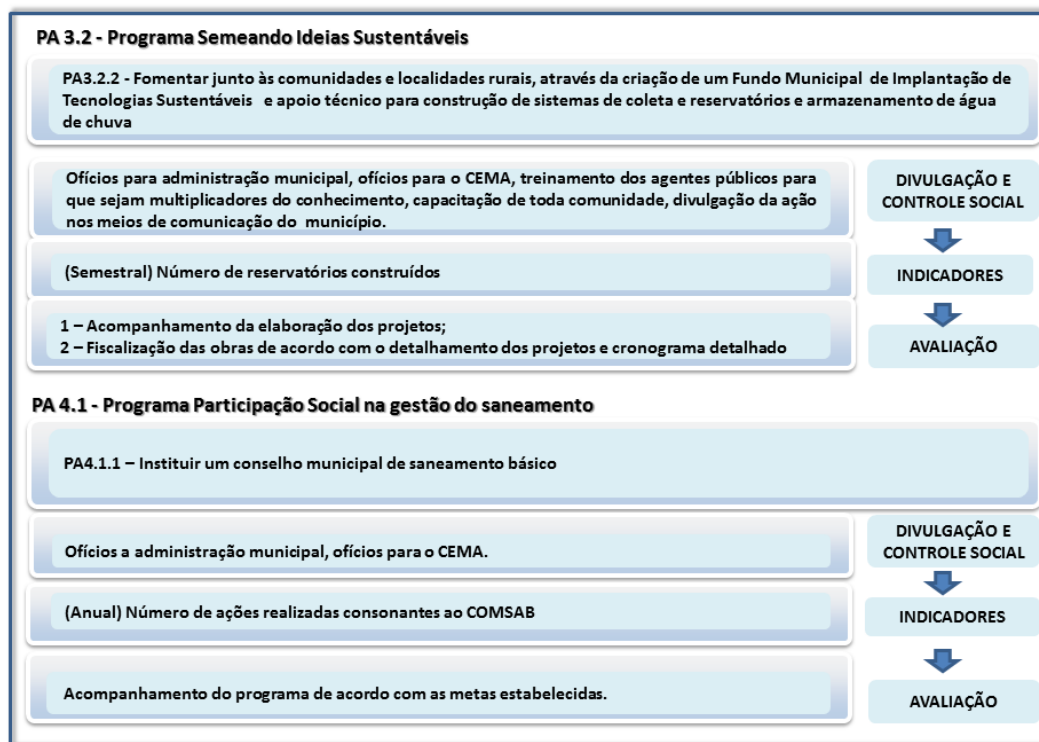 PA 3.2 - Programa Semeando Ideias Sustentáveis
PA3.2.2 - Fomentar junto às comunidades e localidades rurais, através da criação de um Fundo Municipal de Implantação de
Tecnologias Sustentáveis e apoio técnico para construção de sistemas de coleta e reservatórios e armazenamento de água
de chuva
Ofícios para administração municipal, ofícios para o CEMA, treinamento dos agentes públicos para
que sejam multiplicadores do conhecimento, capacitação de toda comunidade, divulgação da ação
nos meios de comunicação do município.
DIVULGAÇÃO E
CONTROLE SOCIAL
(Semestral) Número de reservatórios construídos
INDICADORES
1 – Acompanhamento da elaboração dos projetos;
2 – Fiscalização das obras de acordo com o detalhamento dos projetos e cronograma detalhado
AVALIAÇÃO
PA 4.1 - Programa Participação Social na gestão do saneamento
PA4.1.1 – Instituir um conselho municipal de saneamento básico
Ofícios a administração municipal, ofícios para o CEMA.
DIVULGAÇÃO E
CONTROLE SOCIAL
(Anual) Número de ações realizadas consonantes ao COMSAB
INDICADORES
Acompanhamento do programa de acordo com as metas estabelecidas.
AVALIAÇÃO